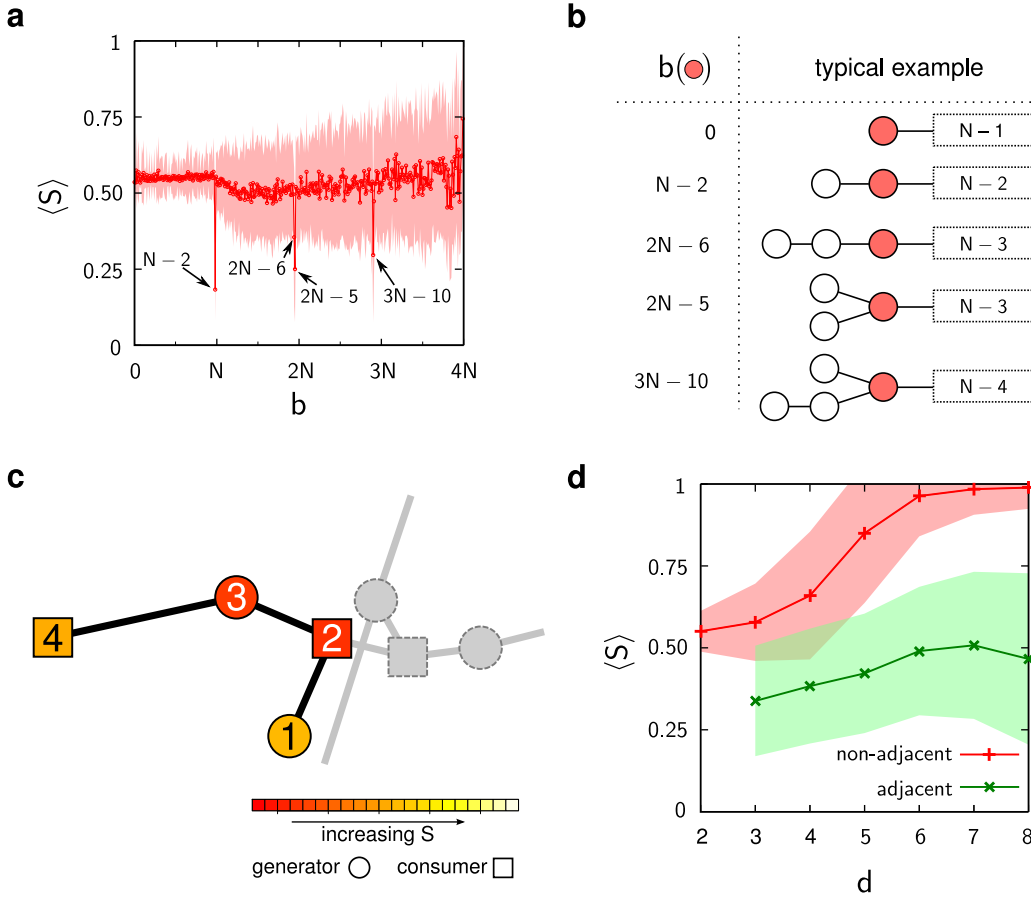 a
1
0.75
0.50
0.25
0
⟨S⟩
N – 2
2N – 6
2N – 5
3N – 10
0 N 2N 3N 4N
b
b
b( ) typical example
0 N – 1
N – 2 N – 2
2N – 6 N – 3
2N – 5 N – 3
3N – 10 N – 4
c
4
3
2
1
increasing S
generator consumer
d
1
0.75
0.50
0.25
0
⟨S⟩
non-adjacent
adjacent
2 3 4 5 6 7 8
d